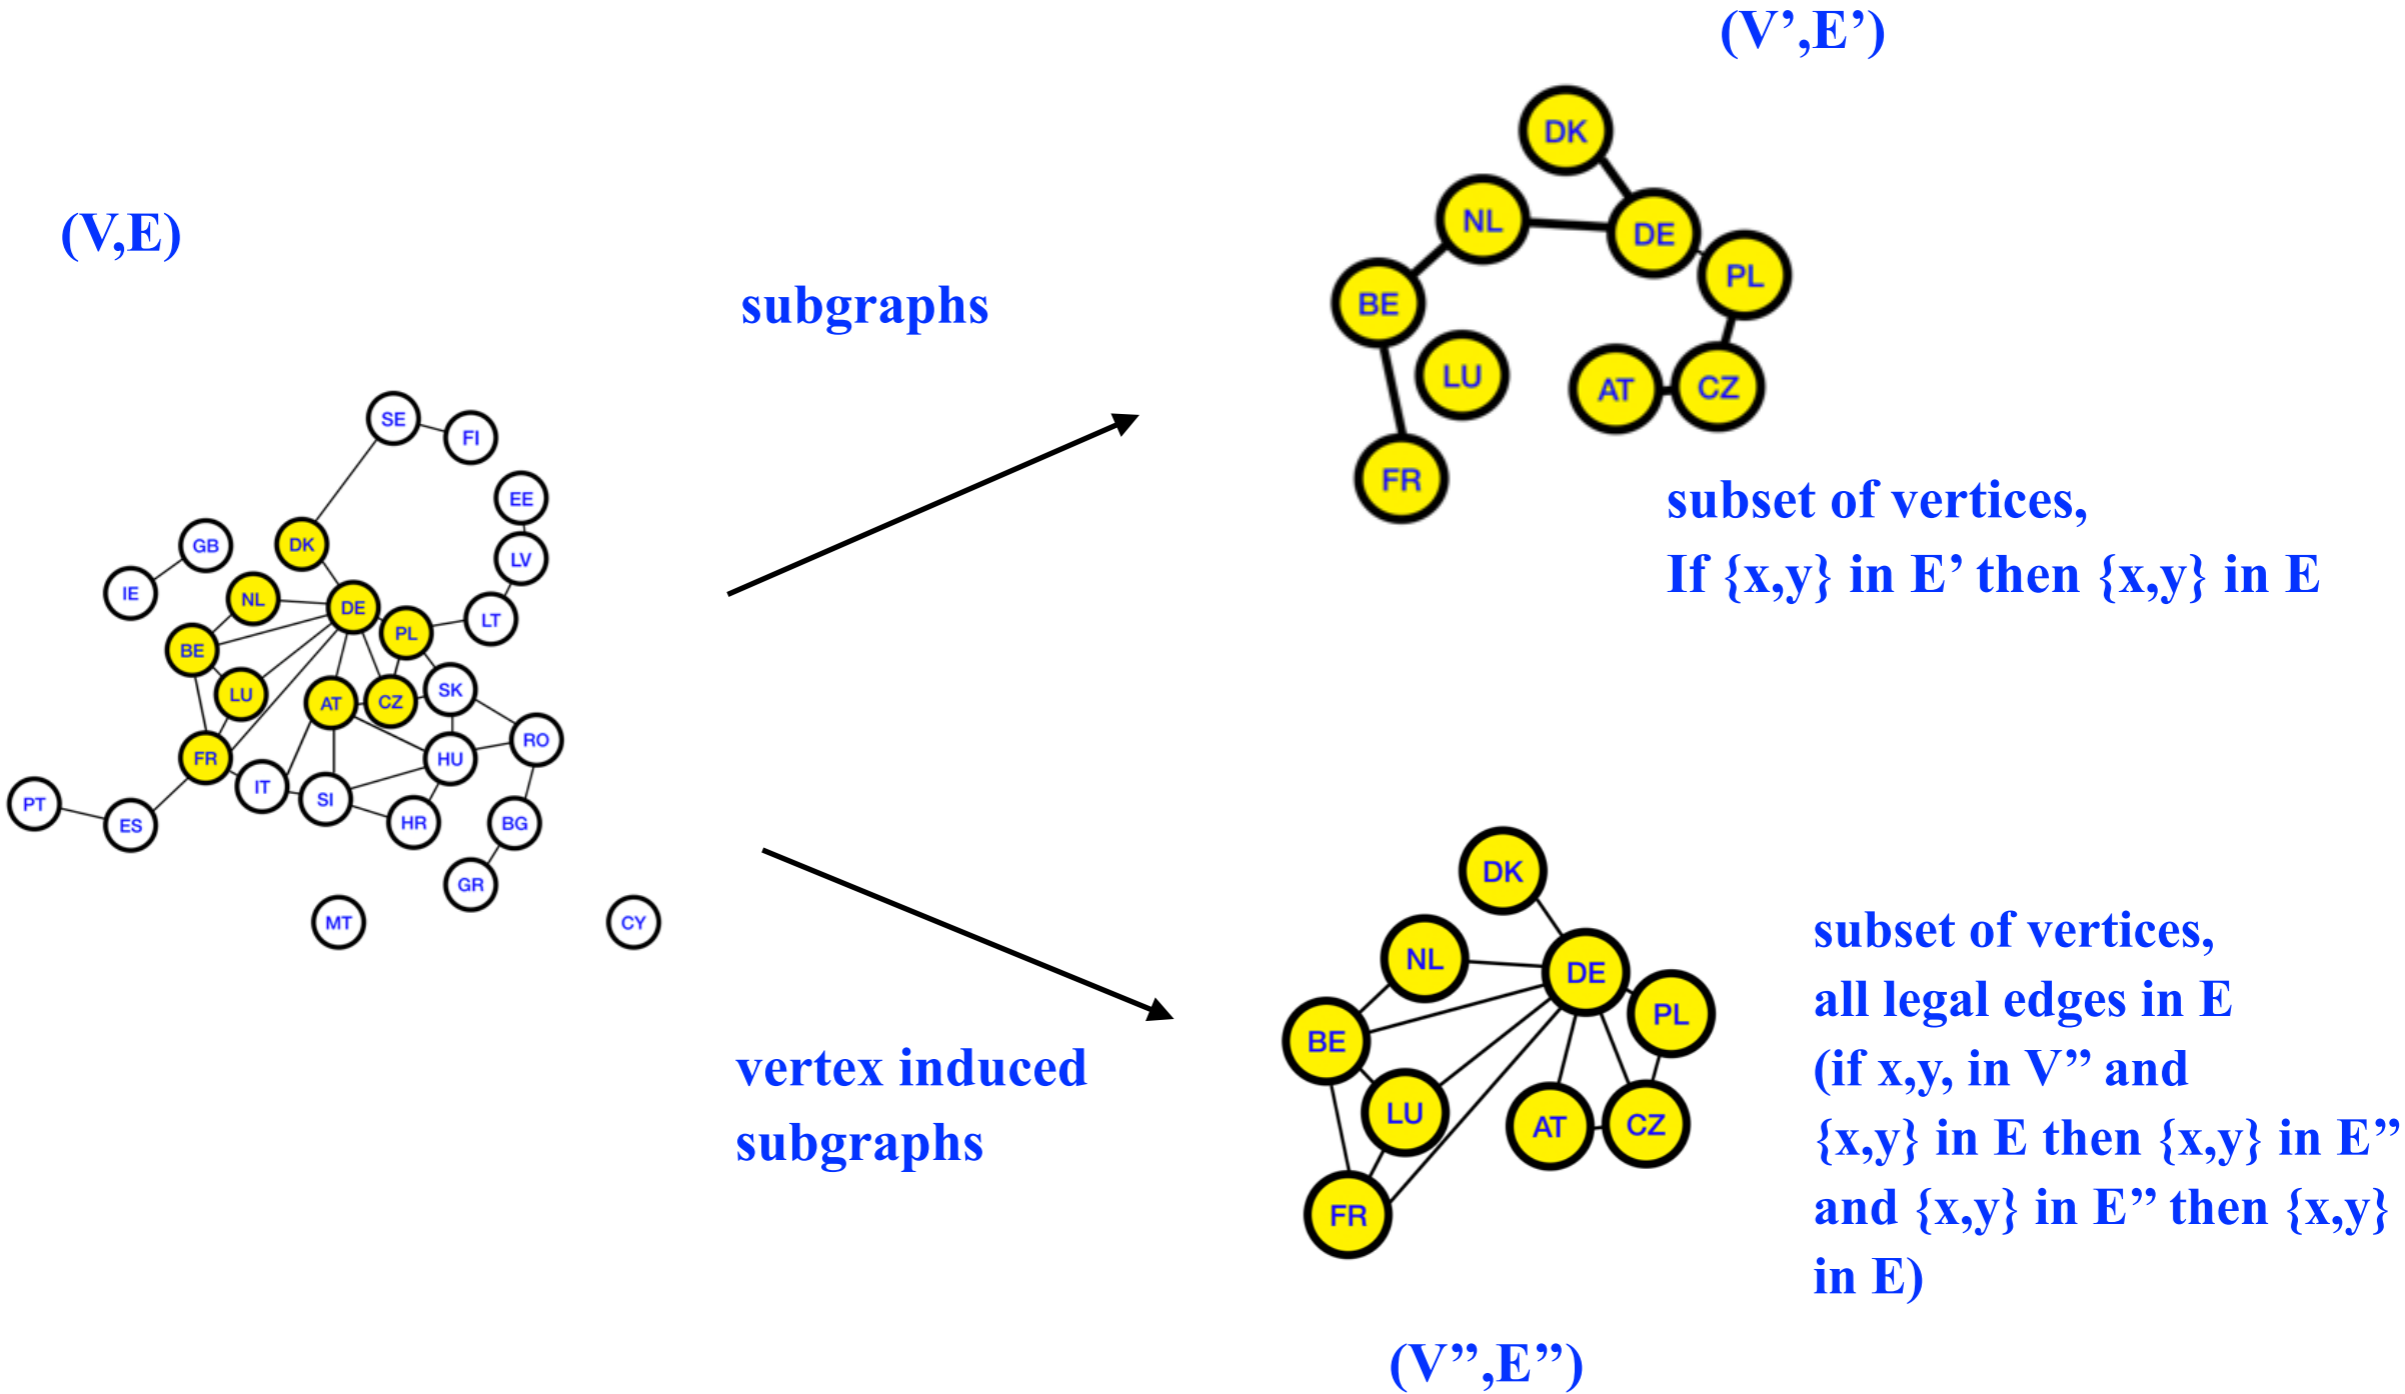 (V,E)
SE
FI
EE
GB
DK
LV
IE
NL
DE
LT
PL
BE
LU
AT
CZ
SK
RO
FR
HU
IT
SI
PT
ES
HR
BG
GR
MT
CY
subgraphs
vertex induced
subgraphs
(V’,E’)
DK
NL
DE
PL
BE
LU
AT
CZ
FR
subset of vertices,
If {x,y} in E’ then {x,y} in E
DK
NL
DE
PL
BE
LU
AT
CZ
FR
subset of vertices,
all legal edges in E
(if x,y, in V” and
{x,y} in E then {x,y} in E”
and {x,y} in E” then {x,y}
in E)
(V”,E”)